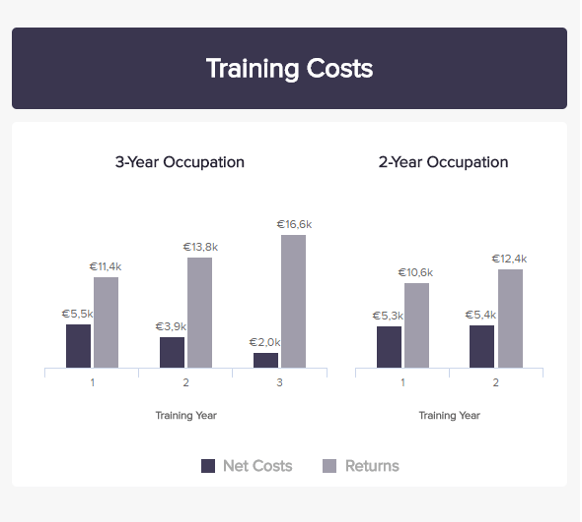 Training Costs
3-Year Occupation
2-Year Occupation
€5,5k
€11,4k
€3,9k
€13,8k
€2,0k
€16,6k
€5,3k
€10,6k
€5,4k
€12,4k
1
2
3
1
2
Training Year
Training Year
Net Costs
Returns